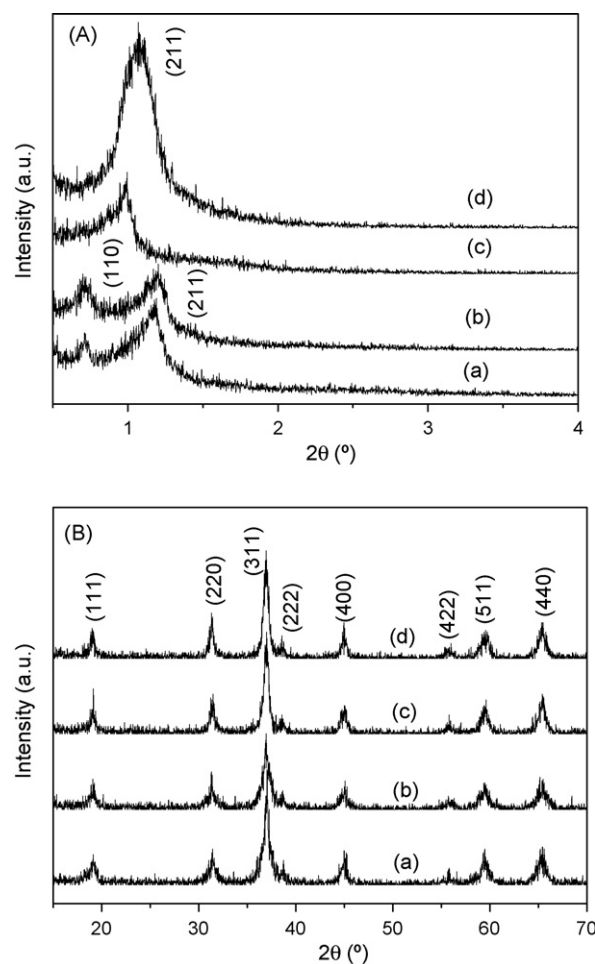 (A)
(211)
(d)
(c)
(110)
(211)
(b)
(a)
Intensity (a.u.)
1 2 3 4
2θ (º)
(B)
(111)
(220)
(311)
(222)
(400)
(422)
(511)
(440)
(d)
(c)
(b)
(a)
Intensity (a.u.)
20 30 40 50 60 70
2θ (º)